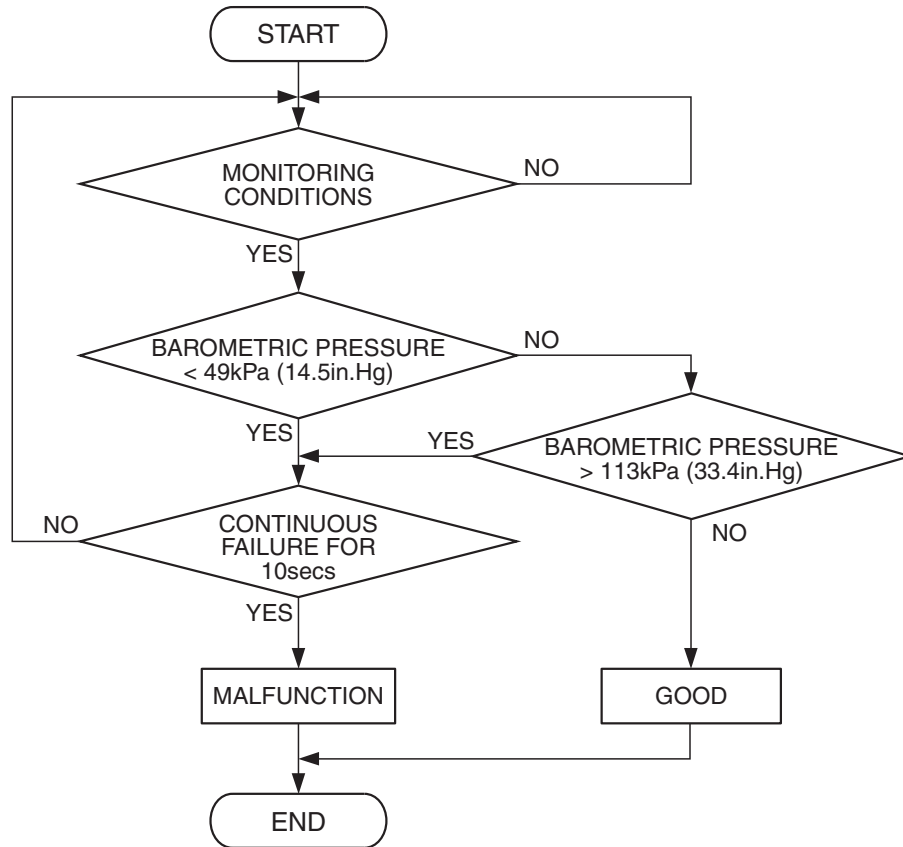 START
MONITORING
CONDITIONS
NO
YES
BAROMETRIC PRESSURE
< 49kPa (14.5in.Hg)
NO
YES
BAROMETRIC PRESSURE
> 113kPa (33.4in.Hg)
YES
NO
CONTINUOUS
FAILURE FOR
10secs
NO
YES
MALFUNCTION
GOOD
END